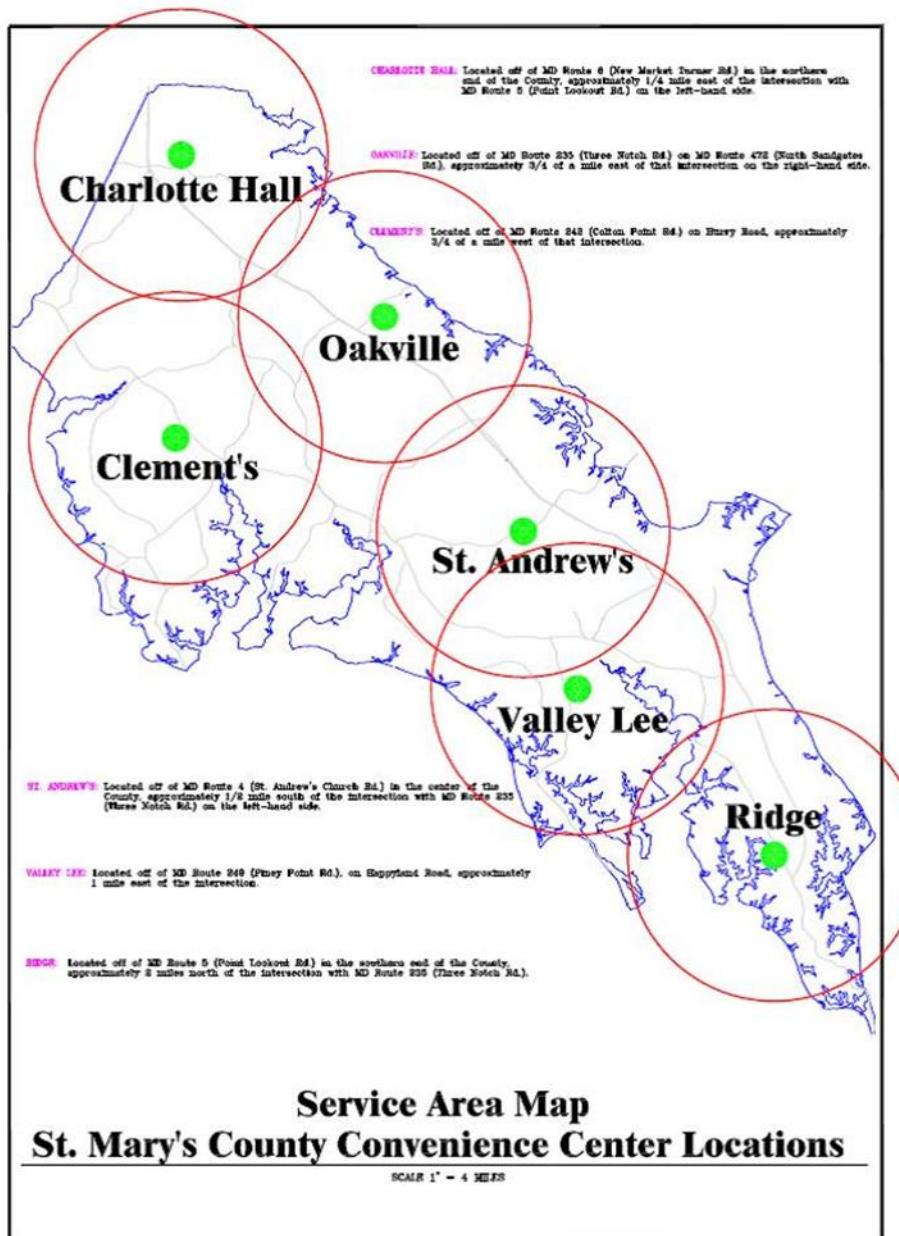 CHARLOTTE HALL: Located off of MD Route 6 (New Market Turner Rd.) in the northern
end of the County, approximately 1/4 mile east of the intersection with
MD Route 5 (Point Lookout Rd.) on the left-hand side.
Charlotte Hall
OAKVILLE: Located off of MD Route 235 (Three Notch Rd.) on MD Route 472 (North Sandgates
Rd.), approximately 3/4 of a mile east of that intersection on the right-hand side.
CLEMENT'S: Located off of MD Route 242 (Colton Point Rd.) on Hurry Road, approximately
3/4 of a mile west of that intersection.
Oakville
Clement's
St. Andrew's
Valley Lee
ST. ANDREW'S: Located off of MD Route 4 (St. Andrew's Church Rd.) in the center of the
County, approximately 1/2 mile south of the intersection with MD Route 235
(Three Notch Rd.) on the left-hand side.
Ridge
VALLEY LEE: Located off of MD Route 249 (Piney Point Rd.), on Happyland Road, approximately
1 mile east of the intersection.
RIDGE: Located off of MD Route 5 (Point Lookout Rd.) in the southern end of the County,
approximately 2 miles north of the intersection with MD Route 235 (Three Notch Rd.).
Service Area Map
St. Mary's County Convenience Center Locations
SCALE 1" = 4 MILES